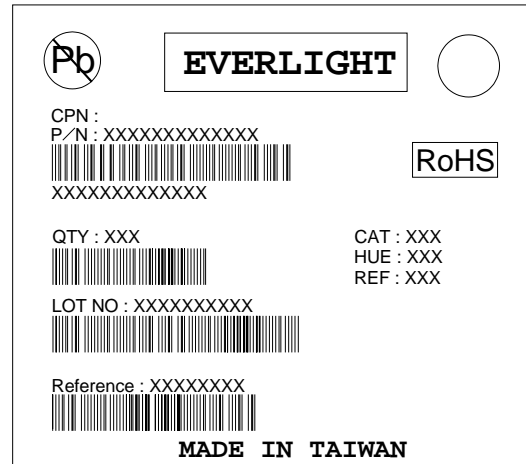 Pb
EVERLIGHT
CPN :
P/N : XXXXXXXXXXXXX
RoHS
XXXXXXXXXXXXX
QTY : XXX
CAT : XXX
HUE : XXX
REF : XXX
LOT NO : XXXXXXXXXX
Reference : XXXXXXXX
MADE IN TAIWAN